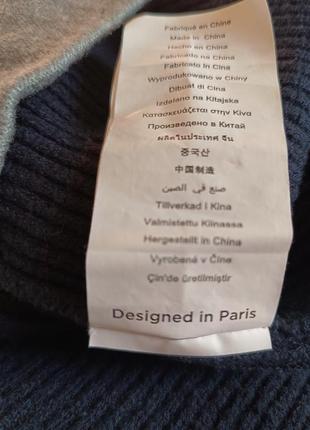 Fabriqué en Chine
Made in China
Hecho en China
Fabricado na China
Fabricato in Cina
Wyprodukowano w Chiny
Dibuat di Cina
Izdelano na Kitajska
Κατασκευάζεται στην Κίνα
Произведено в Китай
ผลิตในประเทศ จีน
중국산
中国制造
صنع في الصين
Tillverkad i Kina
Valmistettu Kiinassa
Hergestellt in China
Vyrobené v Číne
Çin'de üretilmiştir
Designed in Paris